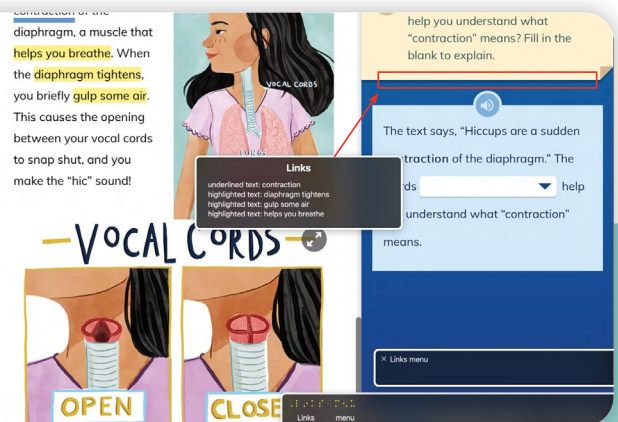 contraction of the
diaphragm, a muscle that
helps you breathe. When
the diaphragm tightens,
you briefly gulp some air.
This causes the opening
between your vocal cords
to snap shut, and you
make the "hic" sound!
VOCAL CORDS
LUNGS
Links
underlined text: contraction
highlighted text: diaphragm tightens
highlighted text: gulp some air
highlighted text: helps you breathe
VOCAL CORDS
OPEN
CLOSE
help you understand what
"contraction" means? Fill in the
blank to explain.
The text says, "Hiccups are a sudden
traction of the diaphragm." The
rds help
understand what "contraction"
means.
× Links menu
Links menu